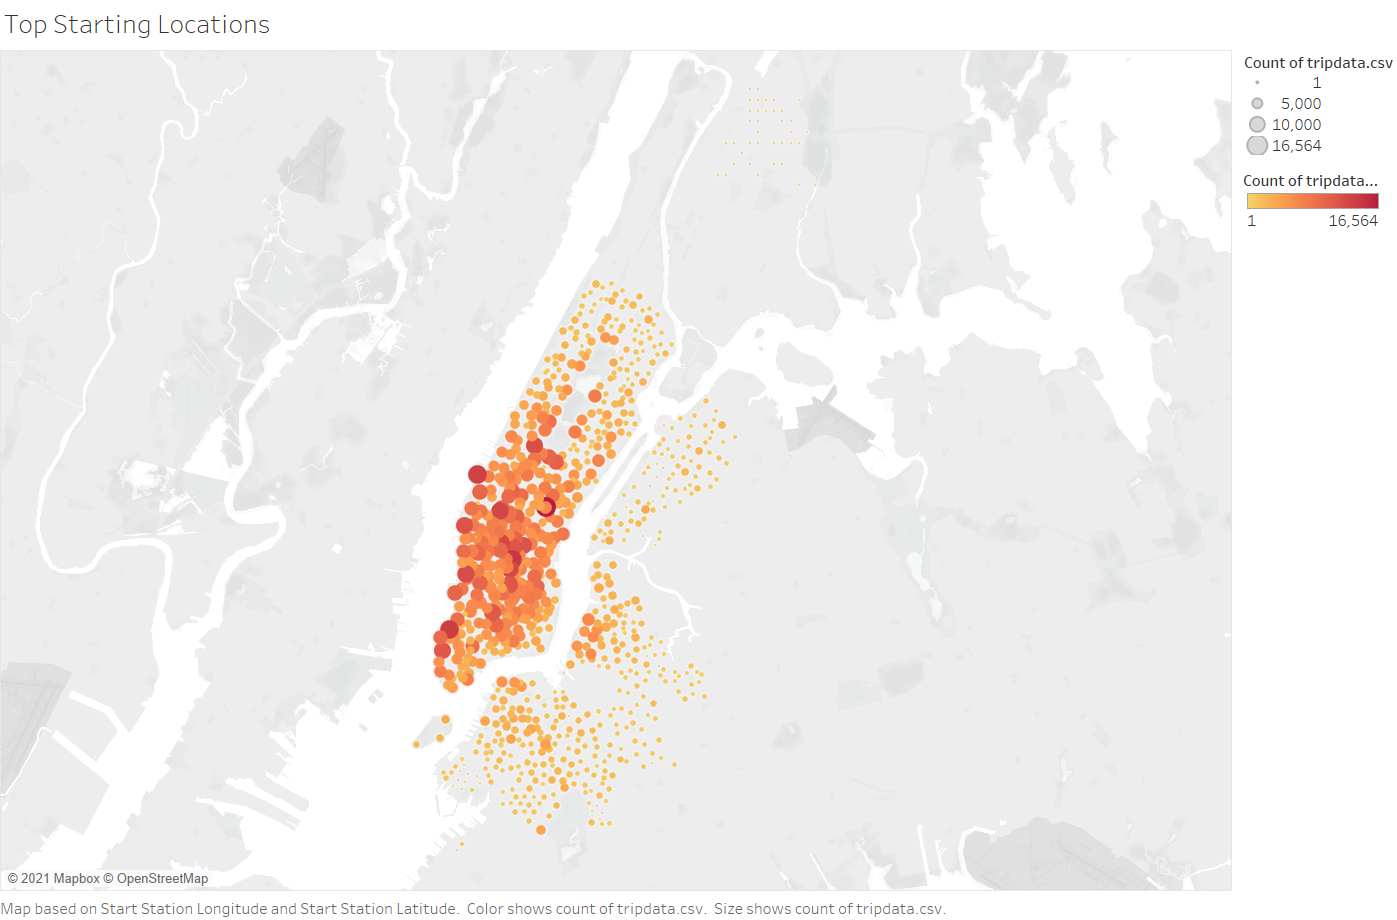 Top Starting Locations
Count of tripdata.csv
1
5,000
10,000
16,564
Count of tripdata...
1 16,564
© 2021 Mapbox © OpenStreetMap
Map based on Start Station Longitude and Start Station Latitude. Color shows count of tripdata.csv. Size shows count of tripdata.csv.